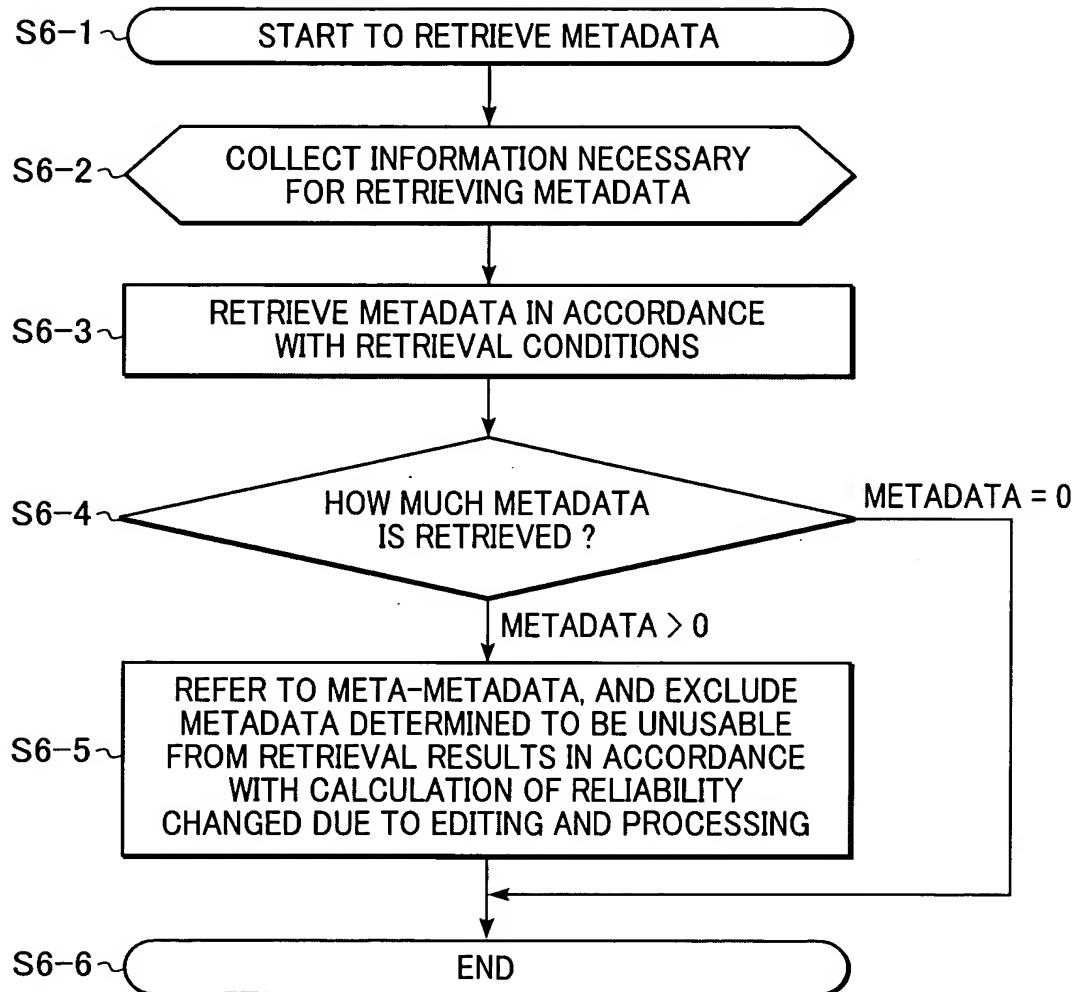 S6-1
START TO RETRIEVE METADATA
S6-2
COLLECT INFORMATION NECESSARY
FOR RETRIEVING METADATA
S6-3
RETRIEVE METADATA IN ACCORDANCE
WITH RETRIEVAL CONDITIONS
S6-4
HOW MUCH METADATA
IS RETRIEVED ?
METADATA = 0
METADATA > 0
S6-5
REFER TO META-METADATA, AND EXCLUDE
METADATA DETERMINED TO BE UNUSABLE
FROM RETRIEVAL RESULTS IN ACCORDANCE
WITH CALCULATION OF RELIABILITY
CHANGED DUE TO EDITING AND PROCESSING
S6-6
END